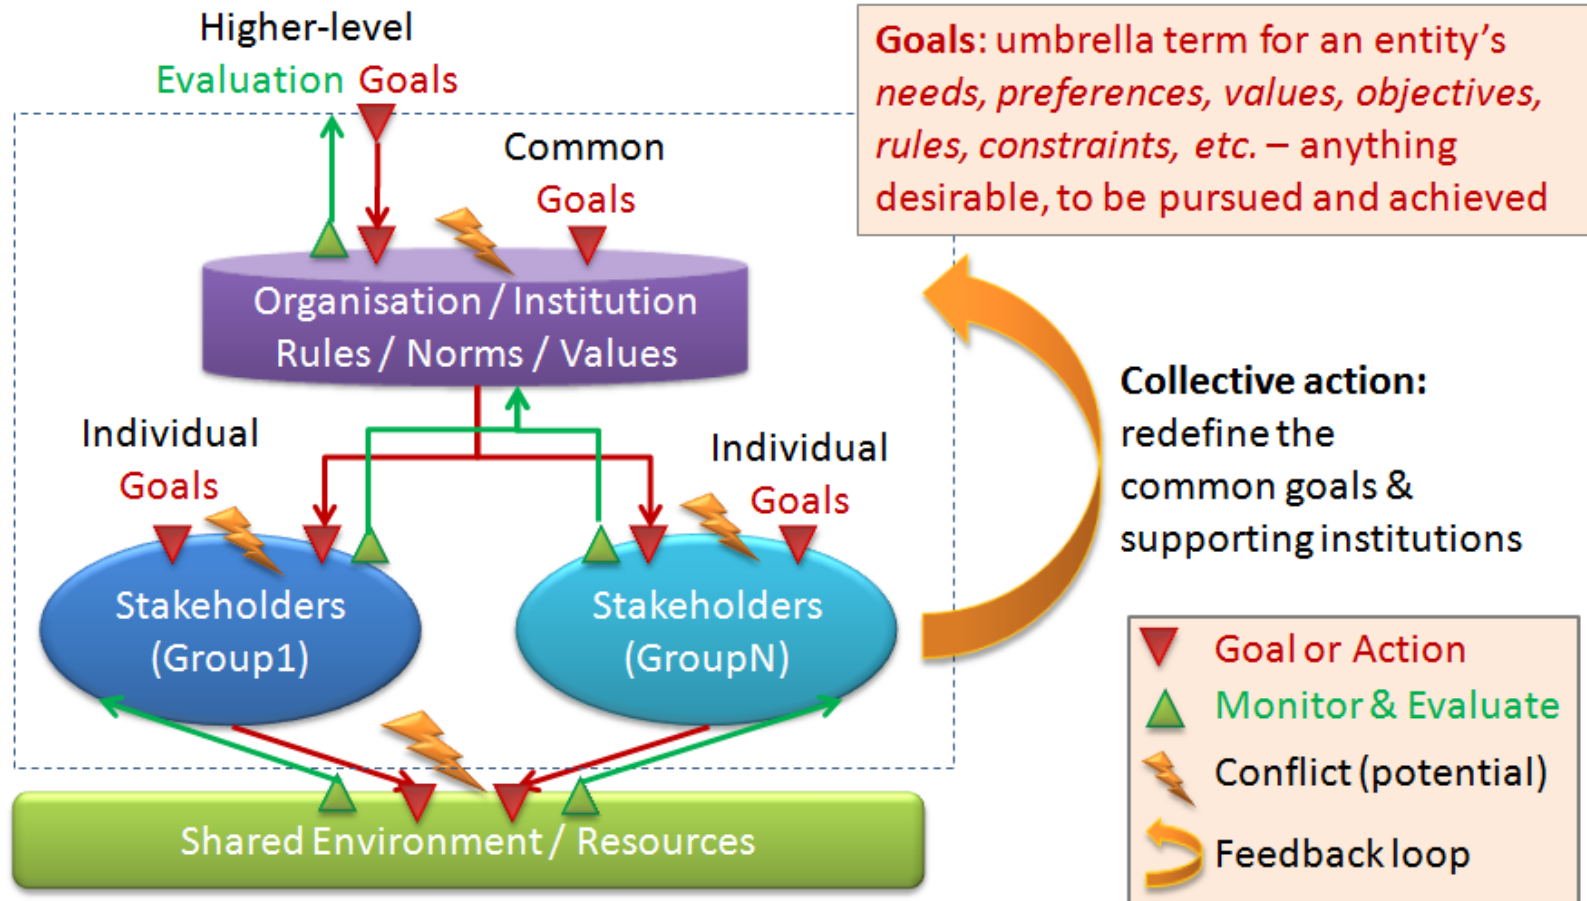 Higher-level
Evaluation Goals
Goals: umbrella term for an entity’s
needs, preferences, values, objectives,
rules, constraints, etc. – anything
desirable, to be pursued and achieved
Common
Goals
Organisation / Institution
Rules / Norms / Values
Individual
Goals
Individual
Goals
Collective action:
redefine the
common goals &
supporting institutions
Stakeholders
(Group1)
Stakeholders
(GroupN)
Shared Environment / Resources
Goal or Action
Monitor & Evaluate
Conflict (potential)
Feedback loop